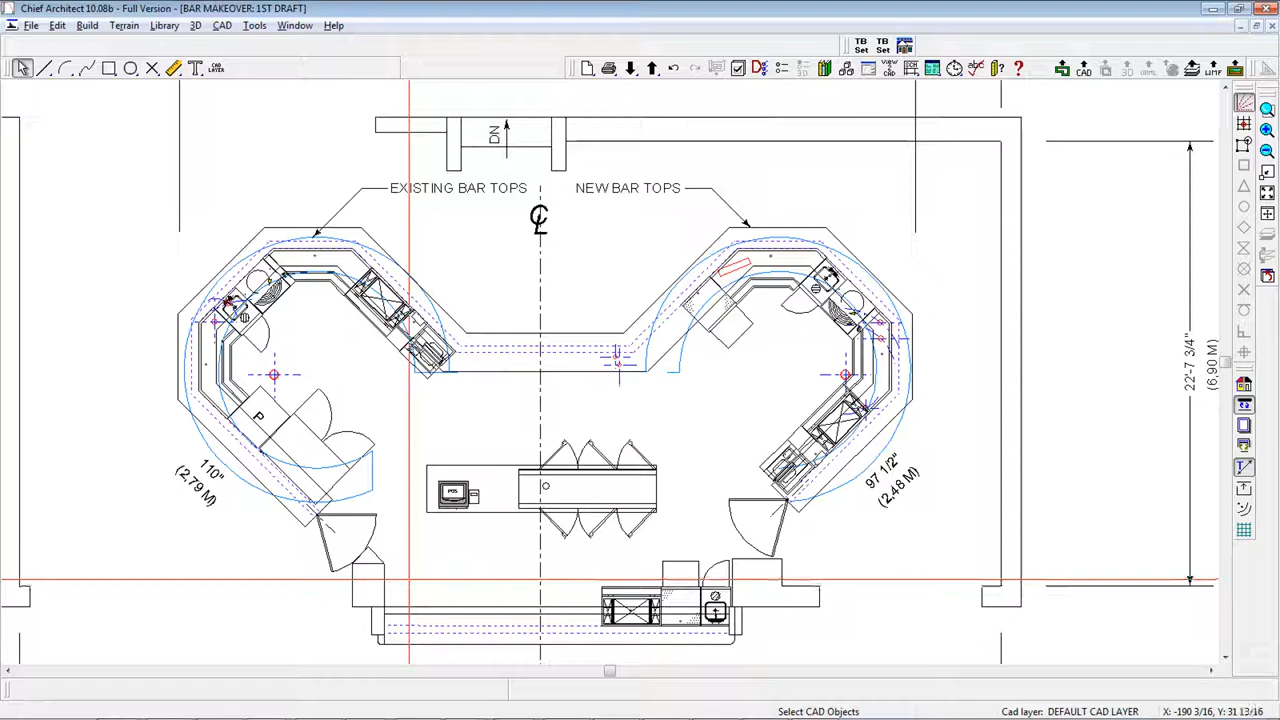 Chief Architect 10.08b - Full Version - [BAR MAKEOVER: 1ST DRAFT]
File Edit Build Terrain Library 3D CAD Tools Window Help
TB Set TB Set
CAD LAYER
CAD
DN
EXISTING BAR TOPS
NEW BAR TOPS
22'-7 3/4"
(6,90 M)
P
110"
(2,79 M)
97 1/2"
(2,48 M)
POS
Select CAD Objects
Cad layer: DEFAULT CAD LAYER
X: -190 3/16, Y: 31 13/16